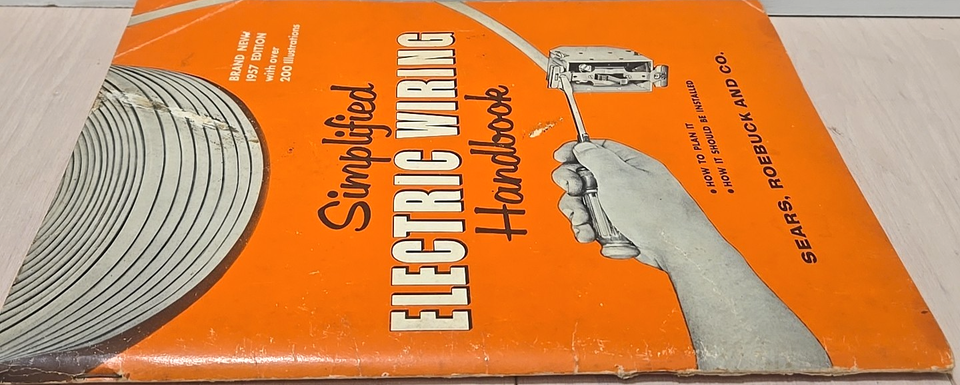 BRAND NEW
1957 EDITION
with over
200 Illustrations
Simplified
ELECTRIC WIRING
Handbook
• HOW TO PLAN IT
• HOW IT SHOULD BE INSTALLED
SEARS, ROEBUCK AND CO.